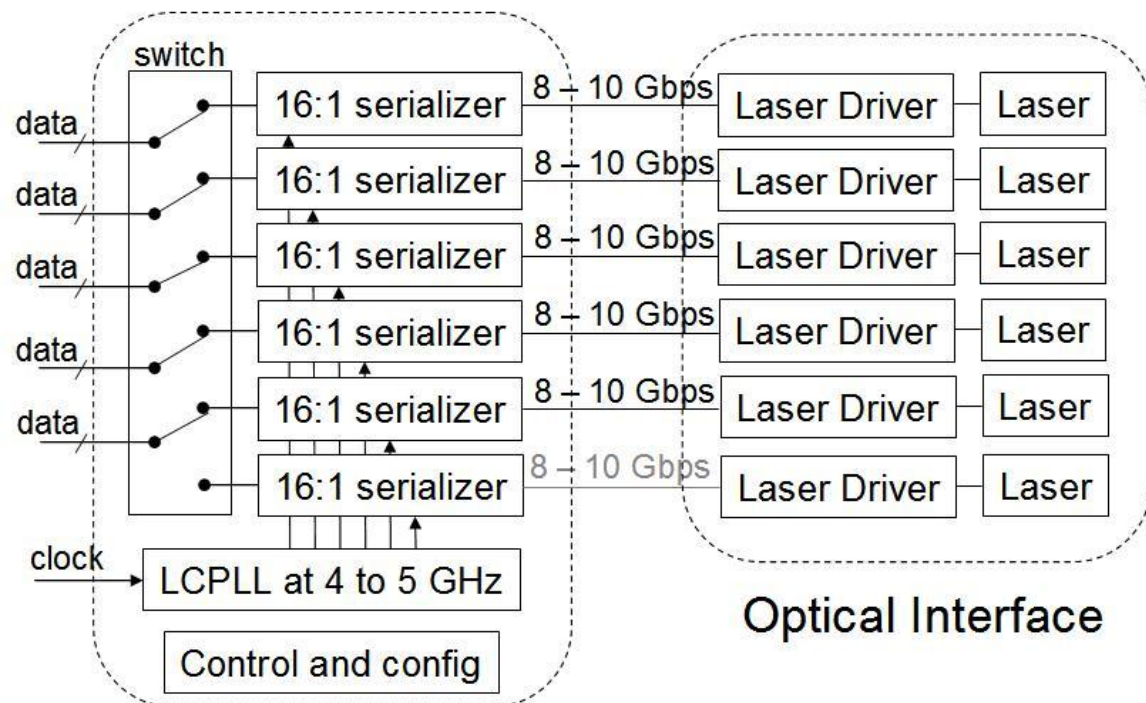 switch
data
16:1 serializer
8 – 10 Gbps
Laser Driver
Laser
data
16:1 serializer
8 – 10 Gbps
Laser Driver
Laser
data
16:1 serializer
8 – 10 Gbps
Laser Driver
Laser
data
16:1 serializer
8 – 10 Gbps
Laser Driver
Laser
data
16:1 serializer
8 – 10 Gbps
Laser Driver
Laser
16:1 serializer
8 – 10 Gbps
Laser Driver
Laser
clock
LCPLL at 4 to 5 GHz
Control and config
Optical Interface